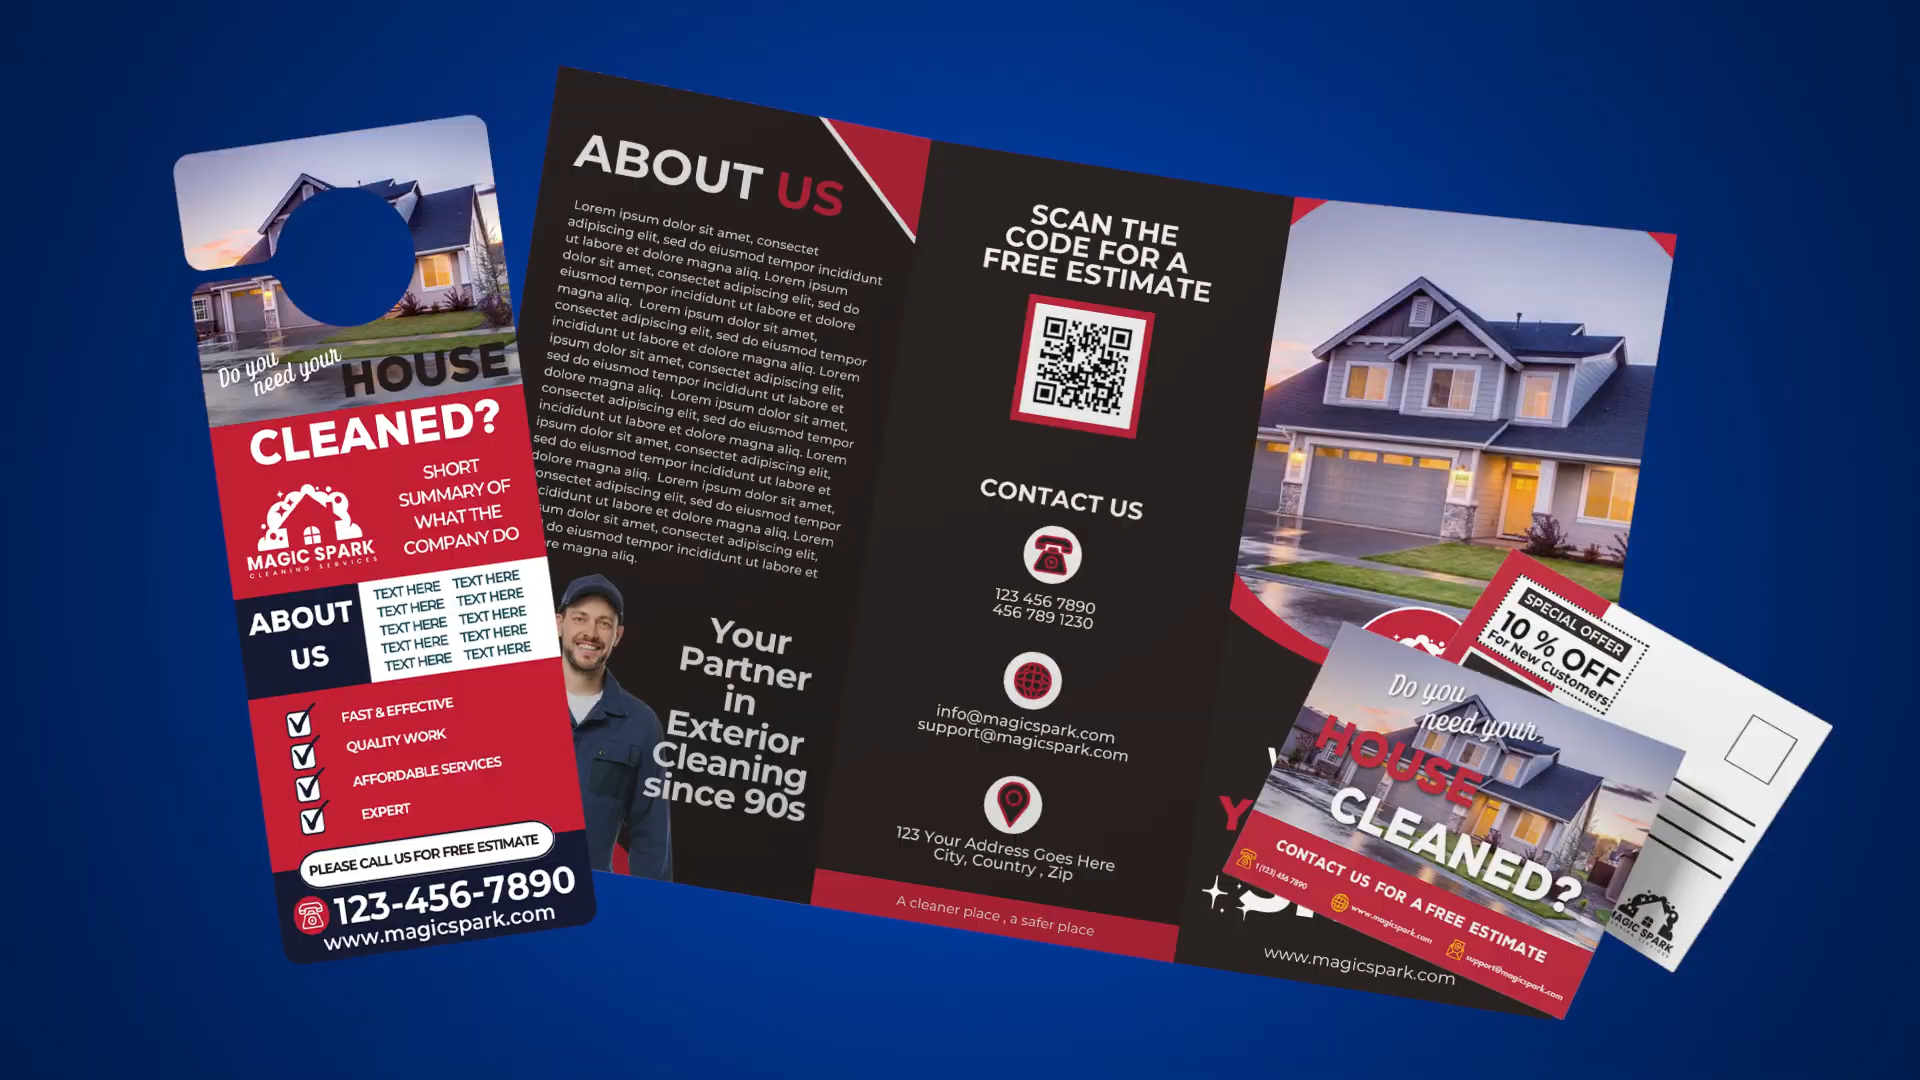 Do you
need your
HOUSE
CLEANED?
SHORT
SUMMARY OF
WHAT THE
COMPANY DO
MAGIC SPARK
CLEANING SERVICES
ABOUT
US
TEXT HERE TEXT HERE
TEXT HERE TEXT HERE
TEXT HERE TEXT HERE
TEXT HERE TEXT HERE
TEXT HERE TEXT HERE
FAST & EFFECTIVE
QUALITY WORK
AFFORDABLE SERVICES
EXPERT
PLEASE CALL US FOR FREE ESTIMATE
123-456-7890
www.magicspark.com
ABOUT US
Lorem ipsum dolor sit amet, consectet
adipiscing elit, sed do eiusmod tempor incididunt
ut labore et dolore magna aliq. Lorem ipsum
dolor sit amet, consectet adipiscing elit, sed do
eiusmod tempor incididunt ut labore et dolore
magna aliq. Lorem ipsum dolor sit amet,
consectet adipiscing elit, sed do eiusmod tempor
incididunt ut labore et dolore magna aliq. Lorem
ipsum dolor sit amet, consectet adipiscing elit,
sed do eiusmod tempor incididunt ut labore et
dolore magna aliq. Lorem ipsum dolor sit amet,
consectet adipiscing elit, sed do eiusmod tempor
incididunt ut labore et dolore magna aliq. Lorem
ipsum dolor sit amet, consectet adipiscing elit,
sed do eiusmod tempor incididunt ut labore et
dolore magna aliq. Lorem ipsum dolor sit amet,
onsectet adipiscing elit, sed do eiusmod tempor
cididunt ut labore et dolore magna aliq. Lorem
sum dolor sit amet, consectet adipiscing elit,
do eiusmod tempor incididunt ut labore et
re magna aliq.
Your
Partner
in
Exterior
Cleaning
since 90s
SCAN THE
CODE FOR A
FREE ESTIMATE
CONTACT US
123 456 7890
456 789 1230
info@magicspark.com
support@magicspark.com
123 Your Address Goes Here
City, Country , Zip
A cleaner place , a safer place
www.magicspark.com
SPECIAL OFFER
10 % OFF
For New Customers
MAGIC SPARK
CLEANING SERVICES
Do you
need your
HOUSE
CLEANED?
CONTACT US FOR A FREE ESTIMATE
1 (123) 456 7890
www.magicspark.com
support@magicspark.com